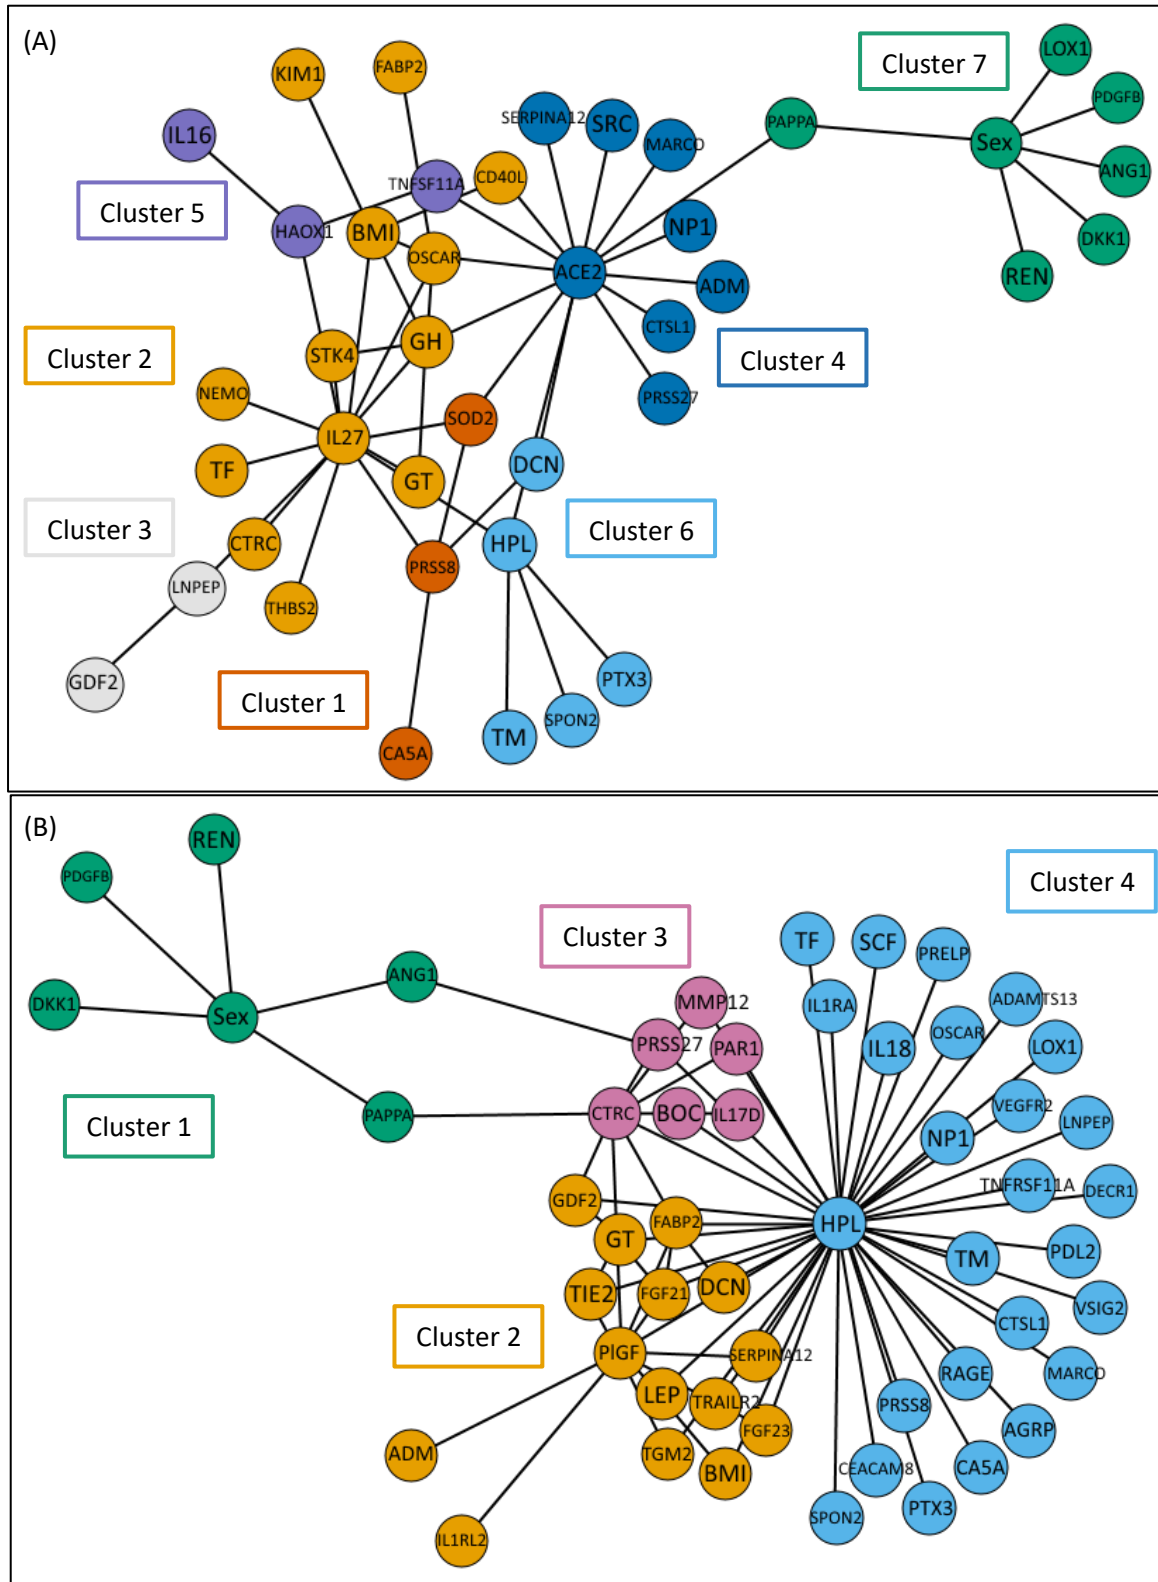 (A)
KIM1
FABP2
Cluster 7
LOX1
PDGFB
SERPINA12
SRC
MARCO
PAPPA
Sex
ANG1
IL16
TNFSF11A
CD40L
Cluster 5
HAOX1
BMI
OSCAR
NP1
DKK1
ACE2
REN
ADM
CTSL1
Cluster 2
STK4
GH
Cluster 4
NEMO
PRSS27
SOD2
IL27
TF
GT
DCN
Cluster 3
CTRC
HPL
Cluster 6
LNPEP
PRSS8
THBS2
GDF2
Cluster 1
PTX3
SPON2
TM
CA5A
(B)
REN
PDGFB
Cluster 4
Cluster 3
TF
SCF
PRELP
ANG1
DKK1
Sex
MMP12
IL1RA
ADAMTS13
OSCAR
PRSS27
PAR1
IL18
LOX1
Cluster 1
PAPPA
CTRC
BOC
IL17D
VEGFR2
NP1
LNPEP
GDF2
TNFRSF11A
DECR1
FABP2
HPL
GT
TM
PDL2
TIE2
FGF21
DCN
VSIG2
Cluster 2
PlGF
SERPINA12
CTSL1
MARCO
LEP
TRAILR2
RAGE
PRSS8
FGF23
AGRP
ADM
TGM2
BMI
CEACAM8
CA5A
PTX3
SPON2
IL1RL2